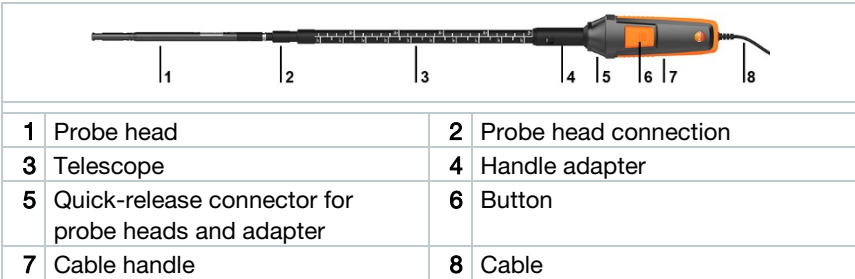 1 2 3 4 5 6 7 8
1 Probe head 2 Probe head connection
3 Telescope 4 Handle adapter
5 Quick-release connector for 6 Button
probe heads and adapter
7 Cable handle 8 Cable